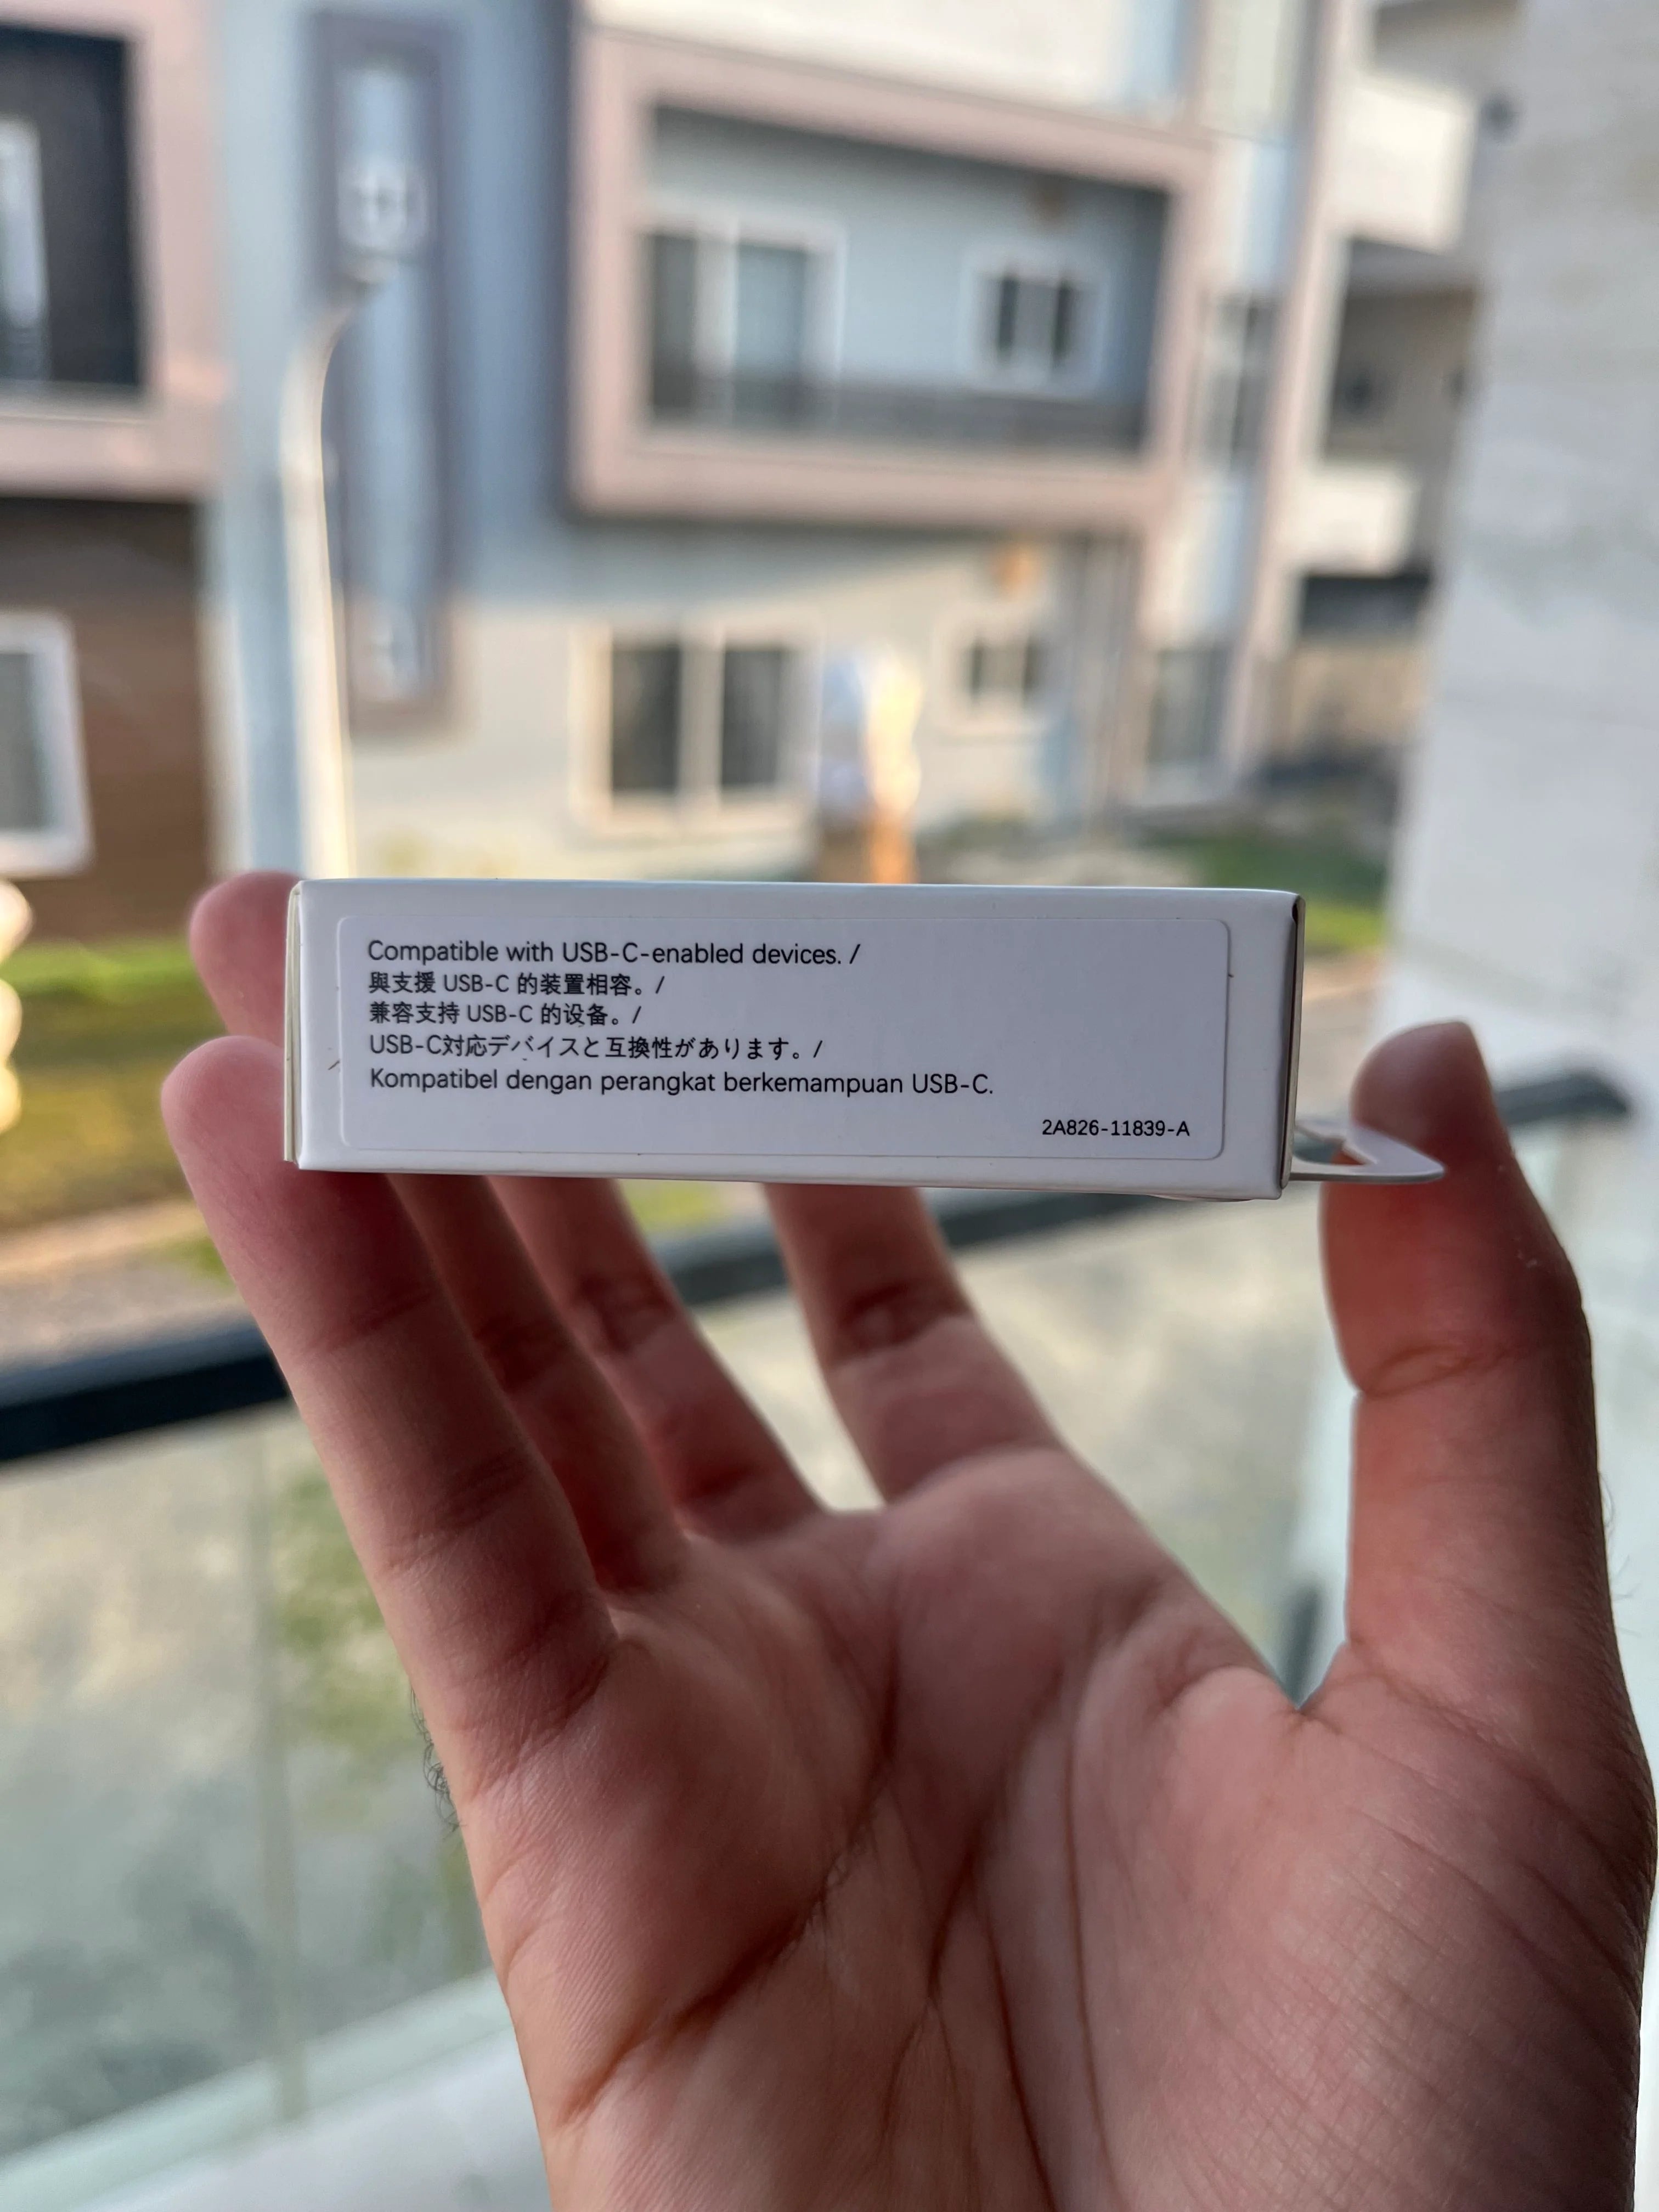 Compatible with USB-C-enabled devices. /
與支援 USB-C 的裝置相容。/
兼容支持 USB-C 的设备。/
USB-C対応デバイスと互換性があります。/
Kompatibel dengan perangkat berkemampuan USB-C.
2A826-11839-A